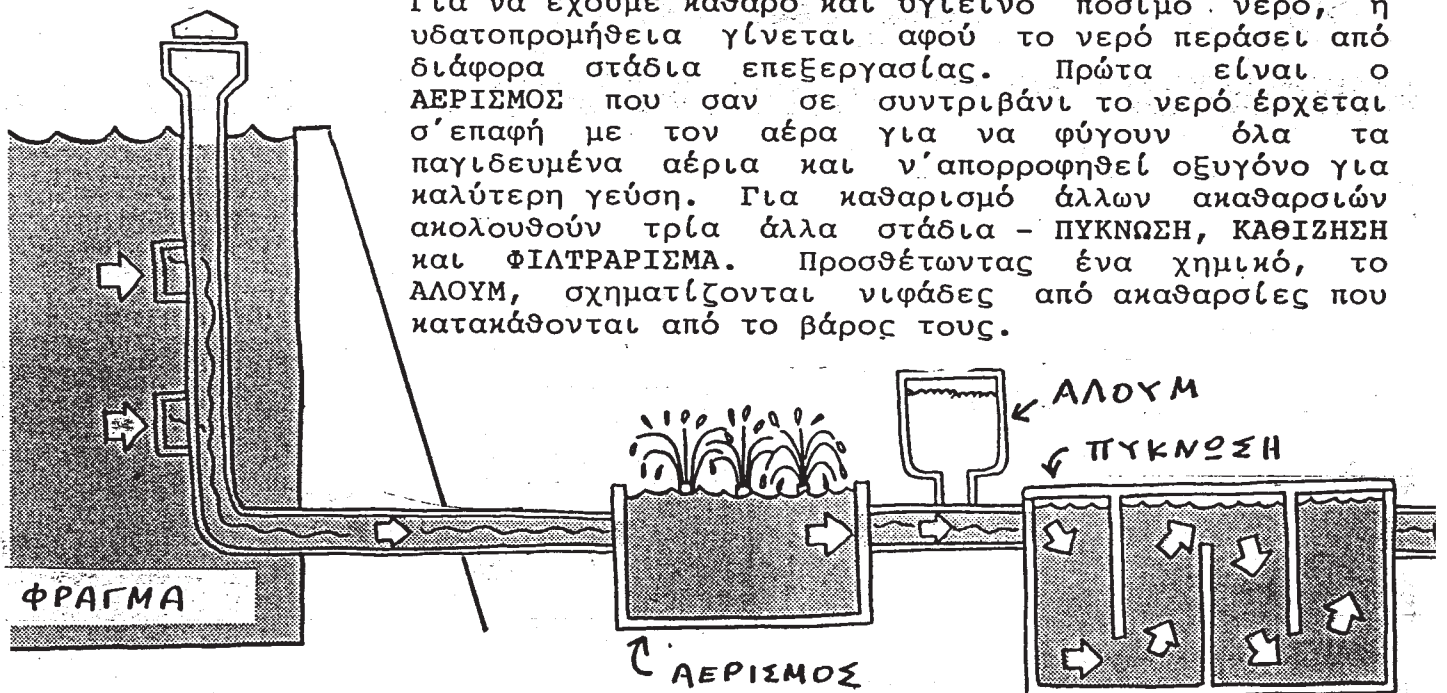 Για να έχουμε καθαρό και υγιεινό πόσιμο νερό, η
υδατοπρομήθεια γίνεται αφού το νερό περάσει από
διάφορα στάδια επεξεργασίας. Πρώτα είναι ο
ΑΕΡΙΣΜΟΣ που σαν σε συντριβάνι το νερό έρχεται
σ΄επαφή με τον αέρα για να φύγουν όλα τα
παγιδευμένα αέρια και ν΄απορροφηθεί οξυγόνο για
καλύτερη γεύση. Για καθαρισμό άλλων ακαθαρσιών
ακολουθούν τρία άλλα στάδια - ΠΥΚΝΩΣΗ, ΚΑΘΙΖΗΣΗ
και ΦΙΛΤΡΑΡΙΣΜΑ. Προσθέτωντας ένα χημικό, το
ΑΛΟΥΜ, σχηματίζονται νιφάδες από ακαθαρσίες που
κατακάθονται από το βάρος τους.
ΑΛΟΥΜ
ΠΥΚΝΩΣΗ
ΦΡΑΓΜΑ
ΑΕΡΙΣΜΟΣ